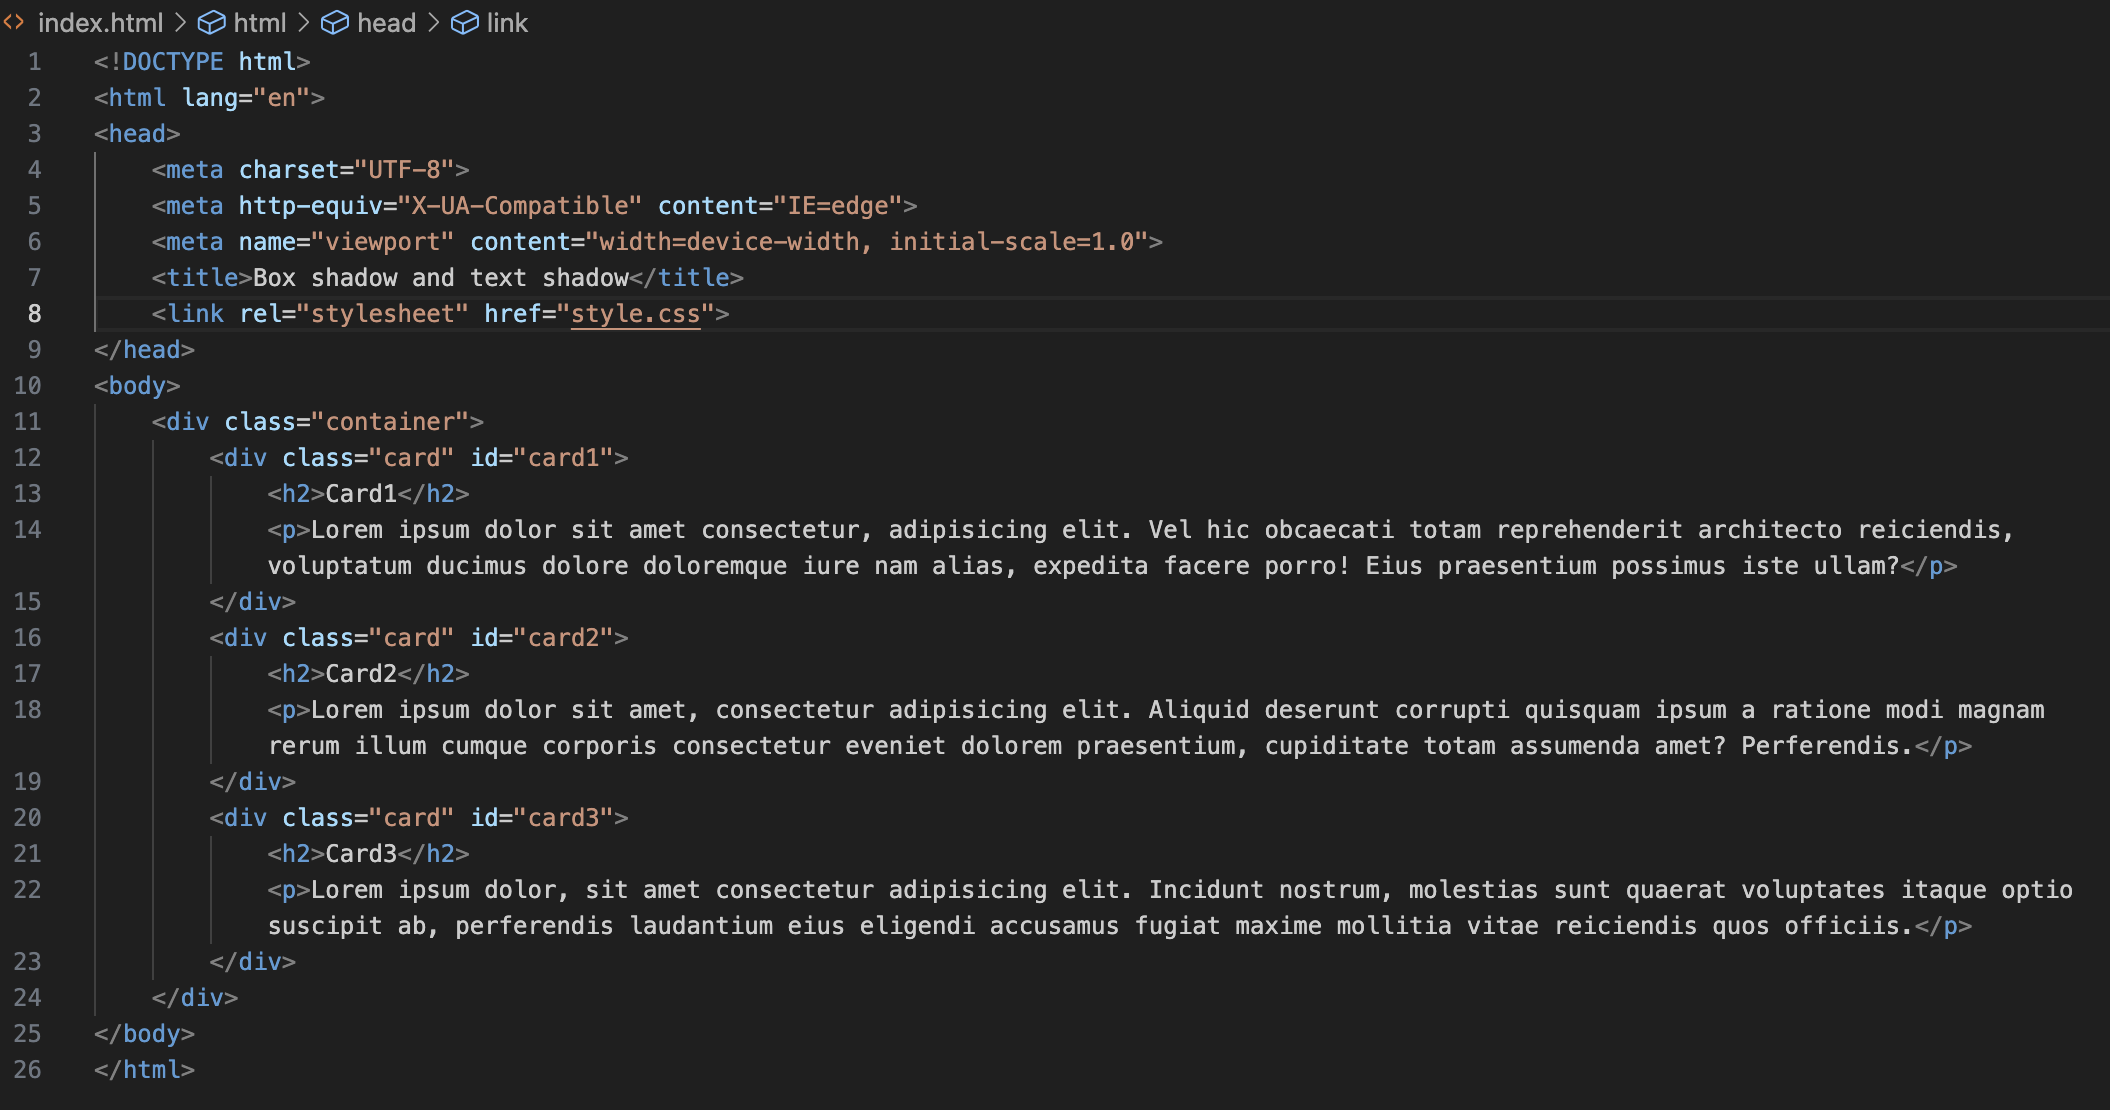 index.html > html > head > link
1 <!DOCTYPE html>
2 <html lang="en">
3 <head>
4     <meta charset="UTF-8">
5     <meta http-equiv="X-UA-Compatible" content="IE=edge">
6     <meta name="viewport" content="width=device-width, initial-scale=1.0">
7     <title>Box shadow and text shadow</title>
8     <link rel="stylesheet" href="style.css">
9 </head>
10 <body>
11     <div class="container">
12         <div class="card" id="card1">
13             <h2>Card1</h2>
14             <p>Lorem ipsum dolor sit amet consectetur, adipisicing elit. Vel hic obcaecati totam reprehenderit architecto reiciendis,
            voluptatum ducimus dolore doloremque iure nam alias, expedita facere porro! Eius praesentium possimus iste ullam?</p>
15         </div>
16         <div class="card" id="card2">
17             <h2>Card2</h2>
18             <p>Lorem ipsum dolor sit amet, consectetur adipisicing elit. Aliquid deserunt corrupti quisquam ipsum a ratione modi magnam
            rerum illum cumque corporis consectetur eveniet dolorem praesentium, cupiditate totam assumenda amet? Perferendis.</p>
19         </div>
20         <div class="card" id="card3">
21             <h2>Card3</h2>
22             <p>Lorem ipsum dolor, sit amet consectetur adipisicing elit. Incidunt nostrum, molestias sunt quaerat voluptates itaque optio
            suscipit ab, perferendis laudantium eius eligendi accusamus fugiat maxime mollitia vitae reiciendis quos officiis.</p>
23         </div>
24     </div>
25 </body>
26 </html>